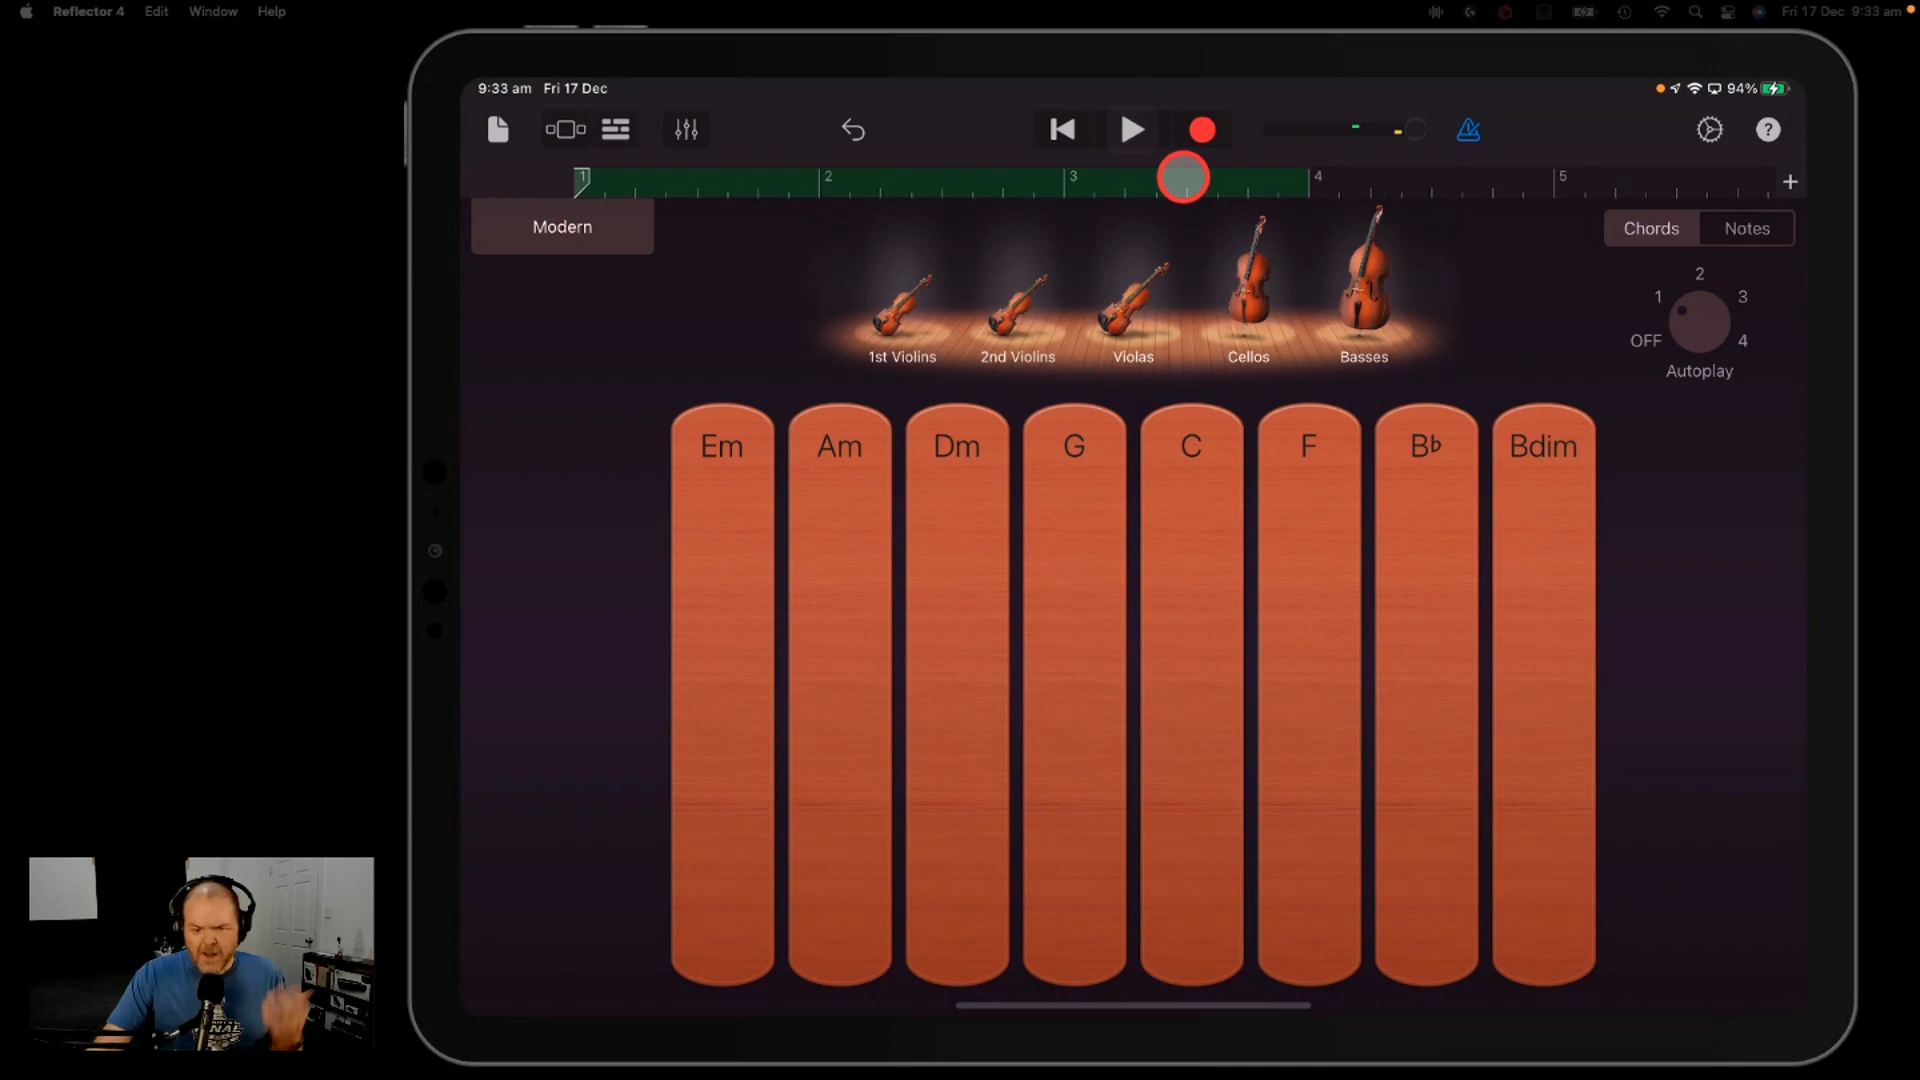 Reflector 4 Edit Window Help Fri 17 Dec 9:33 am
9:33 am Fri 17 Dec 94%
?
1 2 3 4 5
Modern
Chords Notes
2
1 3
OFF 4
Autoplay
1st Violins 2nd Violins Violas Cellos Basses
Em Am Dm G C F B♭ Bdim